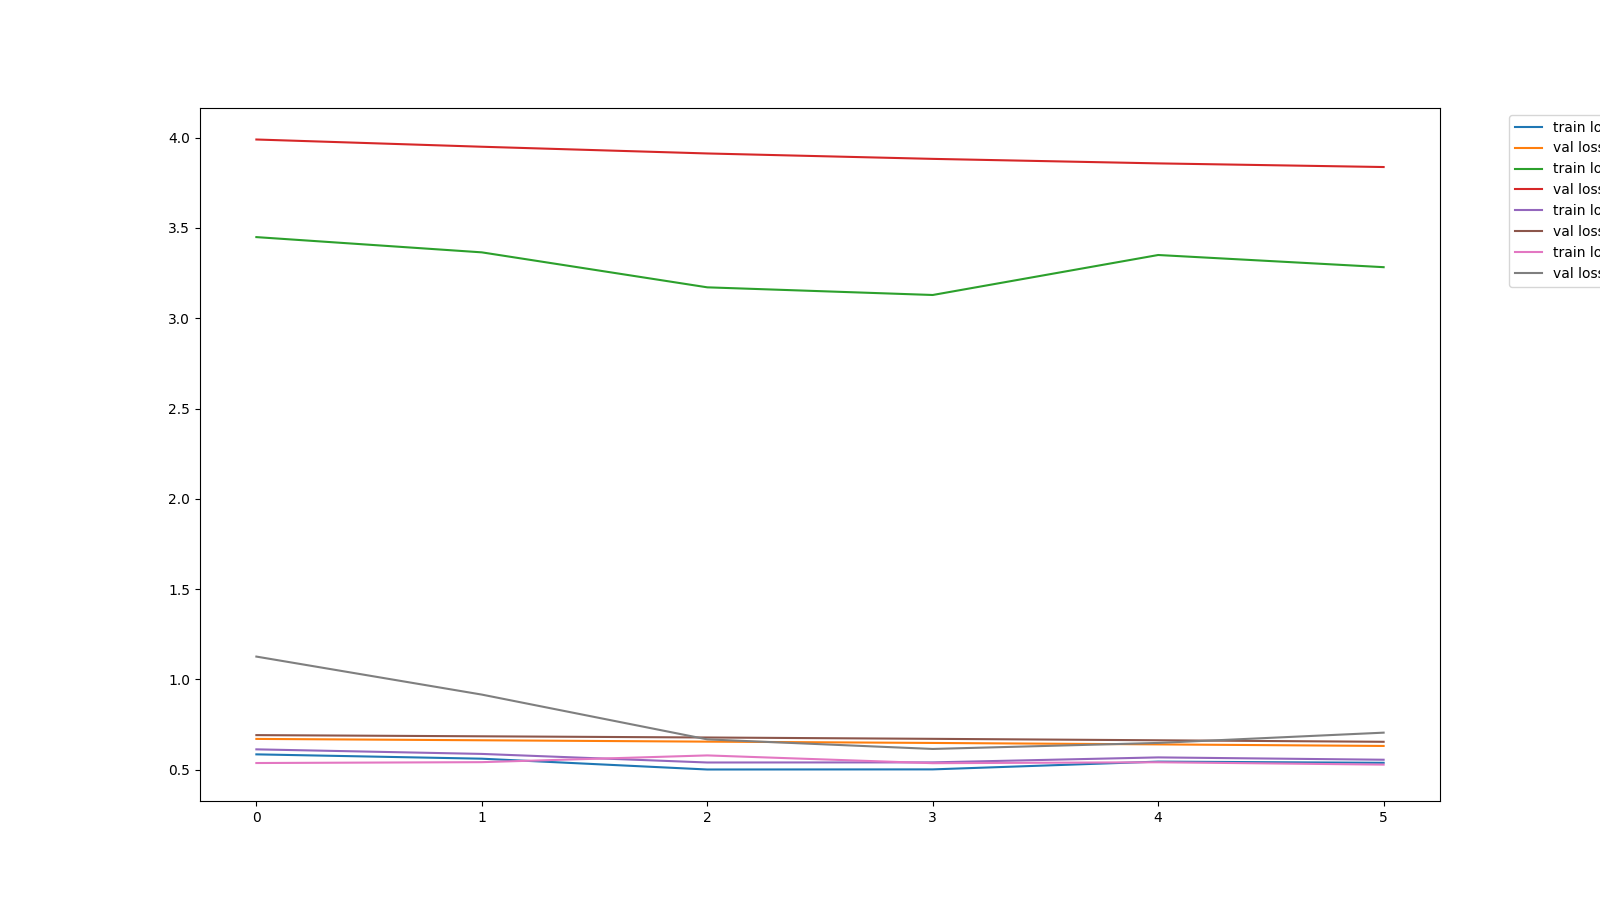 4.0
3.5
3.0
2.5
2.0
1.5
1.0
0.5
0 1 2 3 4 5
train lo
val loss
train lo
val loss
train lo
val loss
train lo
val loss